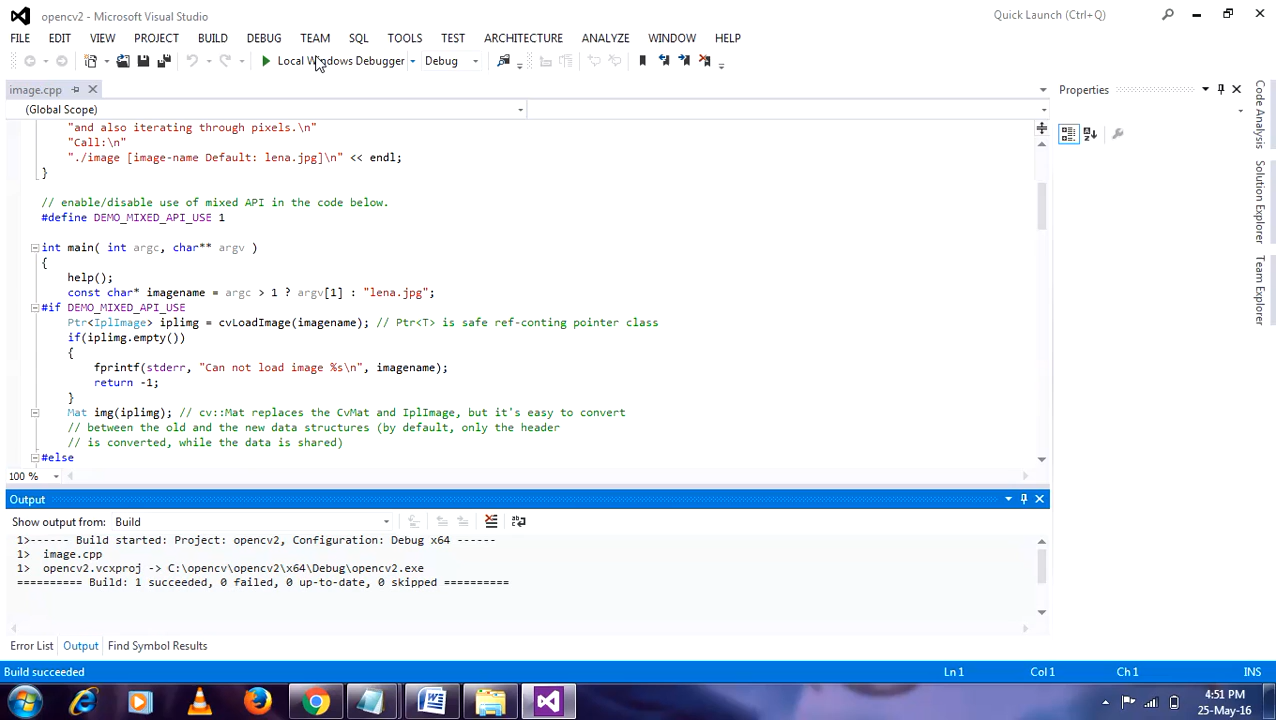 opencv2 - Microsoft Visual Studio
Quick Launch (Ctrl+Q)
FILE EDIT VIEW PROJECT BUILD DEBUG TEAM SQL TOOLS TEST ARCHITECTURE ANALYZE WINDOW HELP
Local Windows Debugger Debug
image.cpp
(Global Scope)
"and also iterating through pixels.\n"
"Call:\n"
"./image [image-name Default: lena.jpg]\n" << endl;
}
// enable/disable use of mixed API in the code below.
#define DEMO_MIXED_API_USE 1
int main( int argc, char** argv )
{
help();
const char* imagename = argc > 1 ? argv[1] : "lena.jpg";
#if DEMO_MIXED_API_USE
Ptr<IplImage> iplimg = cvLoadImage(imagename); // Ptr<T> is safe ref-conting pointer class
if(iplimg.empty())
{
fprintf(stderr, "Can not load image %s\n", imagename);
return -1;
}
Mat img(iplimg); // cv::Mat replaces the CvMat and IplImage, but it's easy to convert
// between the old and the new data structures (by default, only the header
// is converted, while the data is shared)
#else
100 %
Properties
Code Analysis
Solution Explorer
Team Explorer
Output
Show output from: Build
1>------ Build started: Project: opencv2, Configuration: Debug x64 ------
1> image.cpp
1> opencv2.vcxproj -> C:\opencv\opencv2\x64\Debug\opencv2.exe
========== Build: 1 succeeded, 0 failed, 0 up-to-date, 0 skipped ==========
Error List Output Find Symbol Results
Build succeeded Ln 1 Col 1 Ch 1 INS
4:51 PM
25-May-16